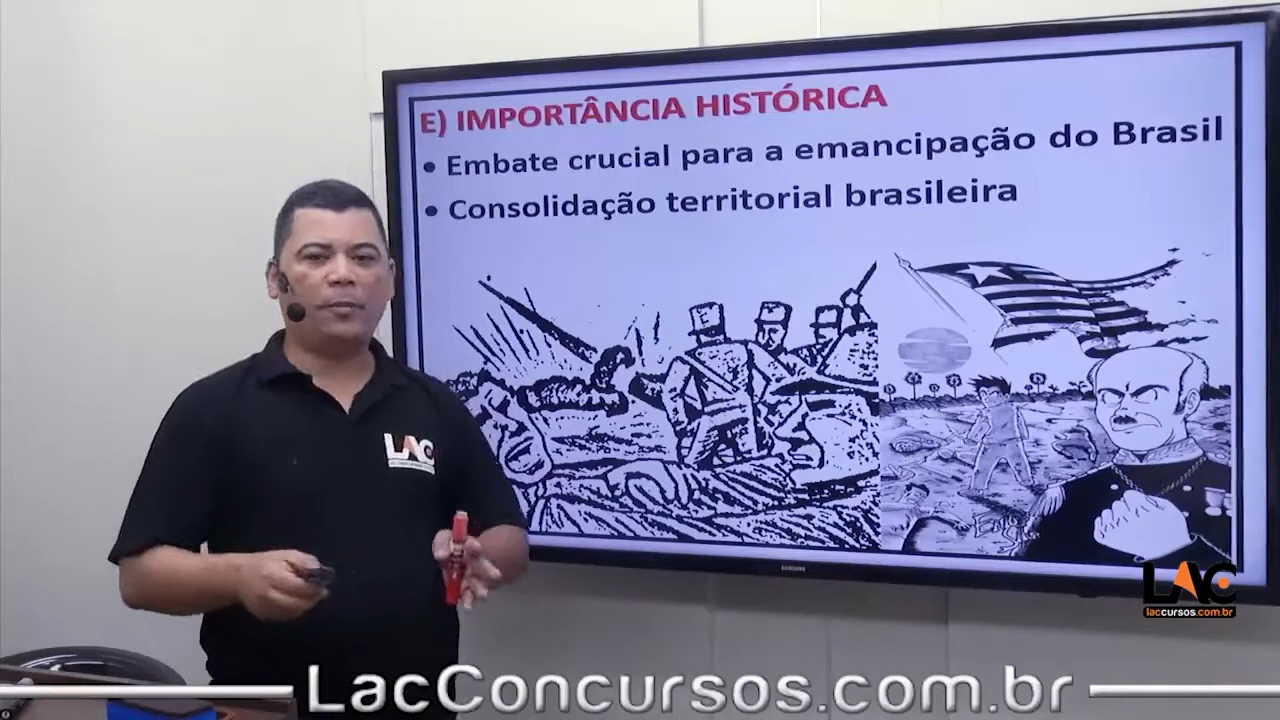 E) IMPORTÂNCIA HISTÓRICA
• Embate crucial para a emancipação do Brasil
• Consolidação territorial brasileira
LAC
SAMSUNG
LAC
laccursos.com.br
LacConcursos.com.br